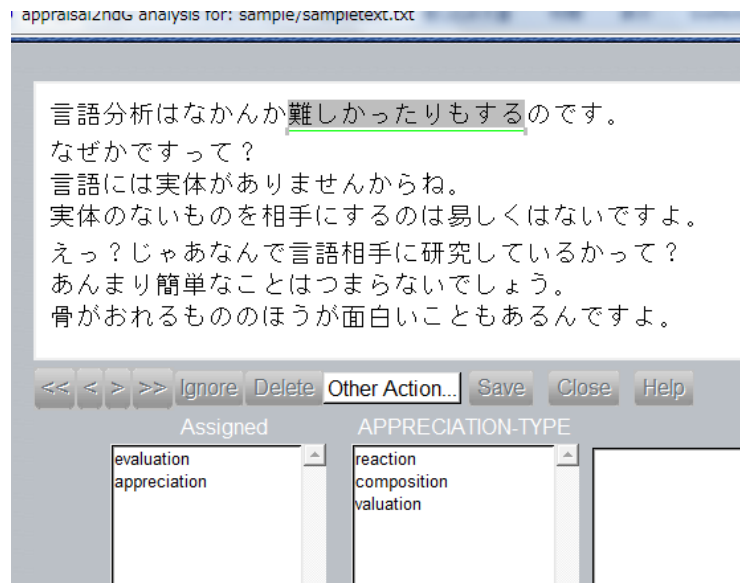 appraisal2ndG analysis for: sample/sampletext.txt
言語分析はなかんか難しかったりもするのです。
なぜかですって？
言語には実体がありませんからね。
実体のないものを相手にするのは易しくはないですよ。
えっ？じゃあなんで言語相手に研究しているかって？
あんまり簡単なことはつまらないでしょう。
骨がおれるもののほうが面白いこともあるんですよ。
<< < > >> Ignore Delete Other Action... Save Close Help
Assigned APPRECIATION-TYPE
evaluation reaction
appreciation composition
valuation